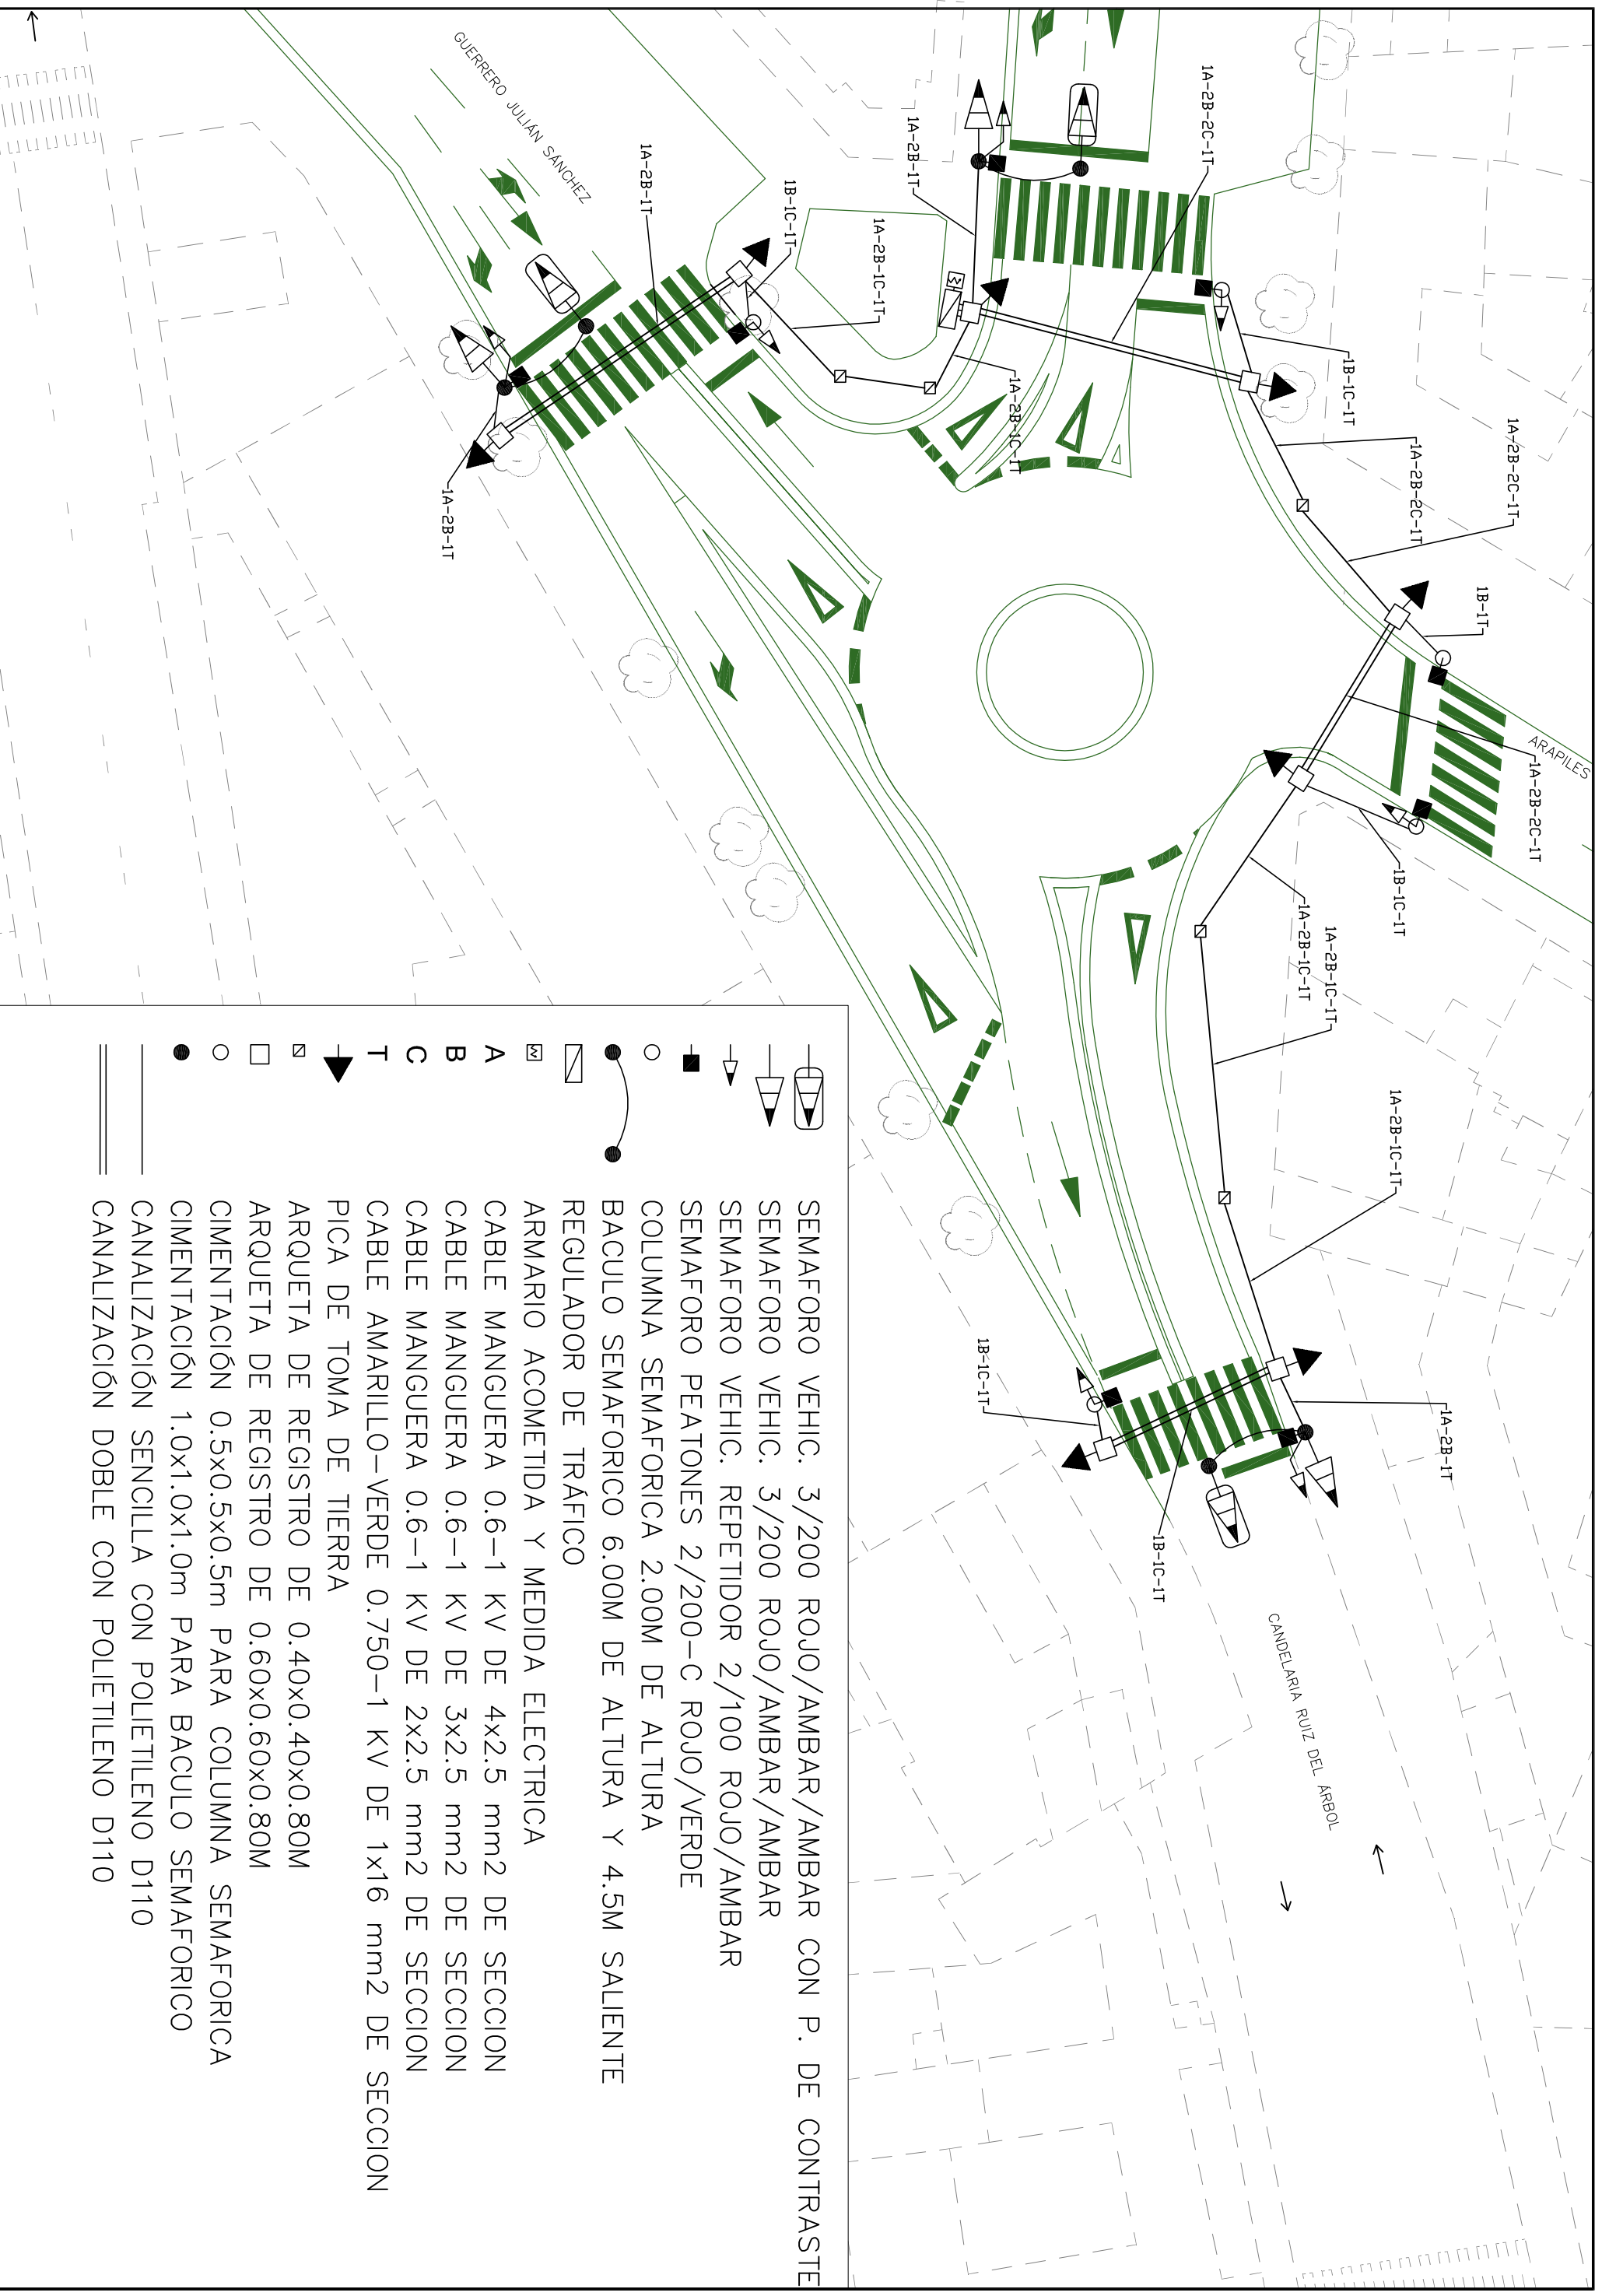 GUERRERO JULIÁN SÁNCHEZ
ARAPILES
CANDELARIA RUIZ DEL ÁRBOL
1A-2B-2C-1T
1A-2B-1T
1A-2B-1T
1B-1C-1T
1A-2B-1C-1T
1A-2B-1C-1T
1B-1C-1T
1A-2B-2C-1T
1A-2B-2C-1T
1A-2B-1T
1B-1T
1A-2B-2C-1T
1B-1C-1T
1A-2B-1C-1T
1A-2B-1C-1T
1A-2B-1C-1T
1B-1C-1T
1A-2B-1T
1B-1C-1T
SEMAFORO VEHIC. 3/200 ROJO/AMBAR/AMBAR CON P. DE CONTRASTE
SEMAFORO VEHIC. 3/200 ROJO/AMBAR/AMBAR
SEMAFORO VEHIC. REPETIDOR 2/100 ROJO/AMBAR
SEMAFORO PEATONES 2/200-C ROJO/VERDE
COLUMNA SEMAFORICA 2.00M DE ALTURA
BACULO SEMAFORICO 6.00M DE ALTURA Y 4.5M SALIENTE
REGULADOR DE TRÁFICO
ARMARIO ACOMETIDA Y MEDIDA ELECTRICA
A CABLE MANGUERA 0.6-1 KV DE 4x2.5 mm2 DE SECCION
B CABLE MANGUERA 0.6-1 KV DE 3x2.5 mm2 DE SECCION
C CABLE MANGUERA 0.6-1 KV DE 2x2.5 mm2 DE SECCION
T CABLE AMARILLO-VERDE 0.750-1 KV DE 1x16 mm2 DE SECCION
PICA DE TOMA DE TIERRA
ARQUETA DE REGISTRO DE 0.40x0.40x0.80M
ARQUETA DE REGISTRO DE 0.60x0.60x0.80M
CIMENTACIÓN 0.5x0.5x0.5m PARA COLUMNA SEMAFORICA
CIMENTACIÓN 1.0x1.0x1.0m PARA BACULO SEMAFORICO
CANALIZACIÓN SENCILLA CON POLIETILENO D110
CANALIZACIÓN DOBLE CON POLIETILENO D110